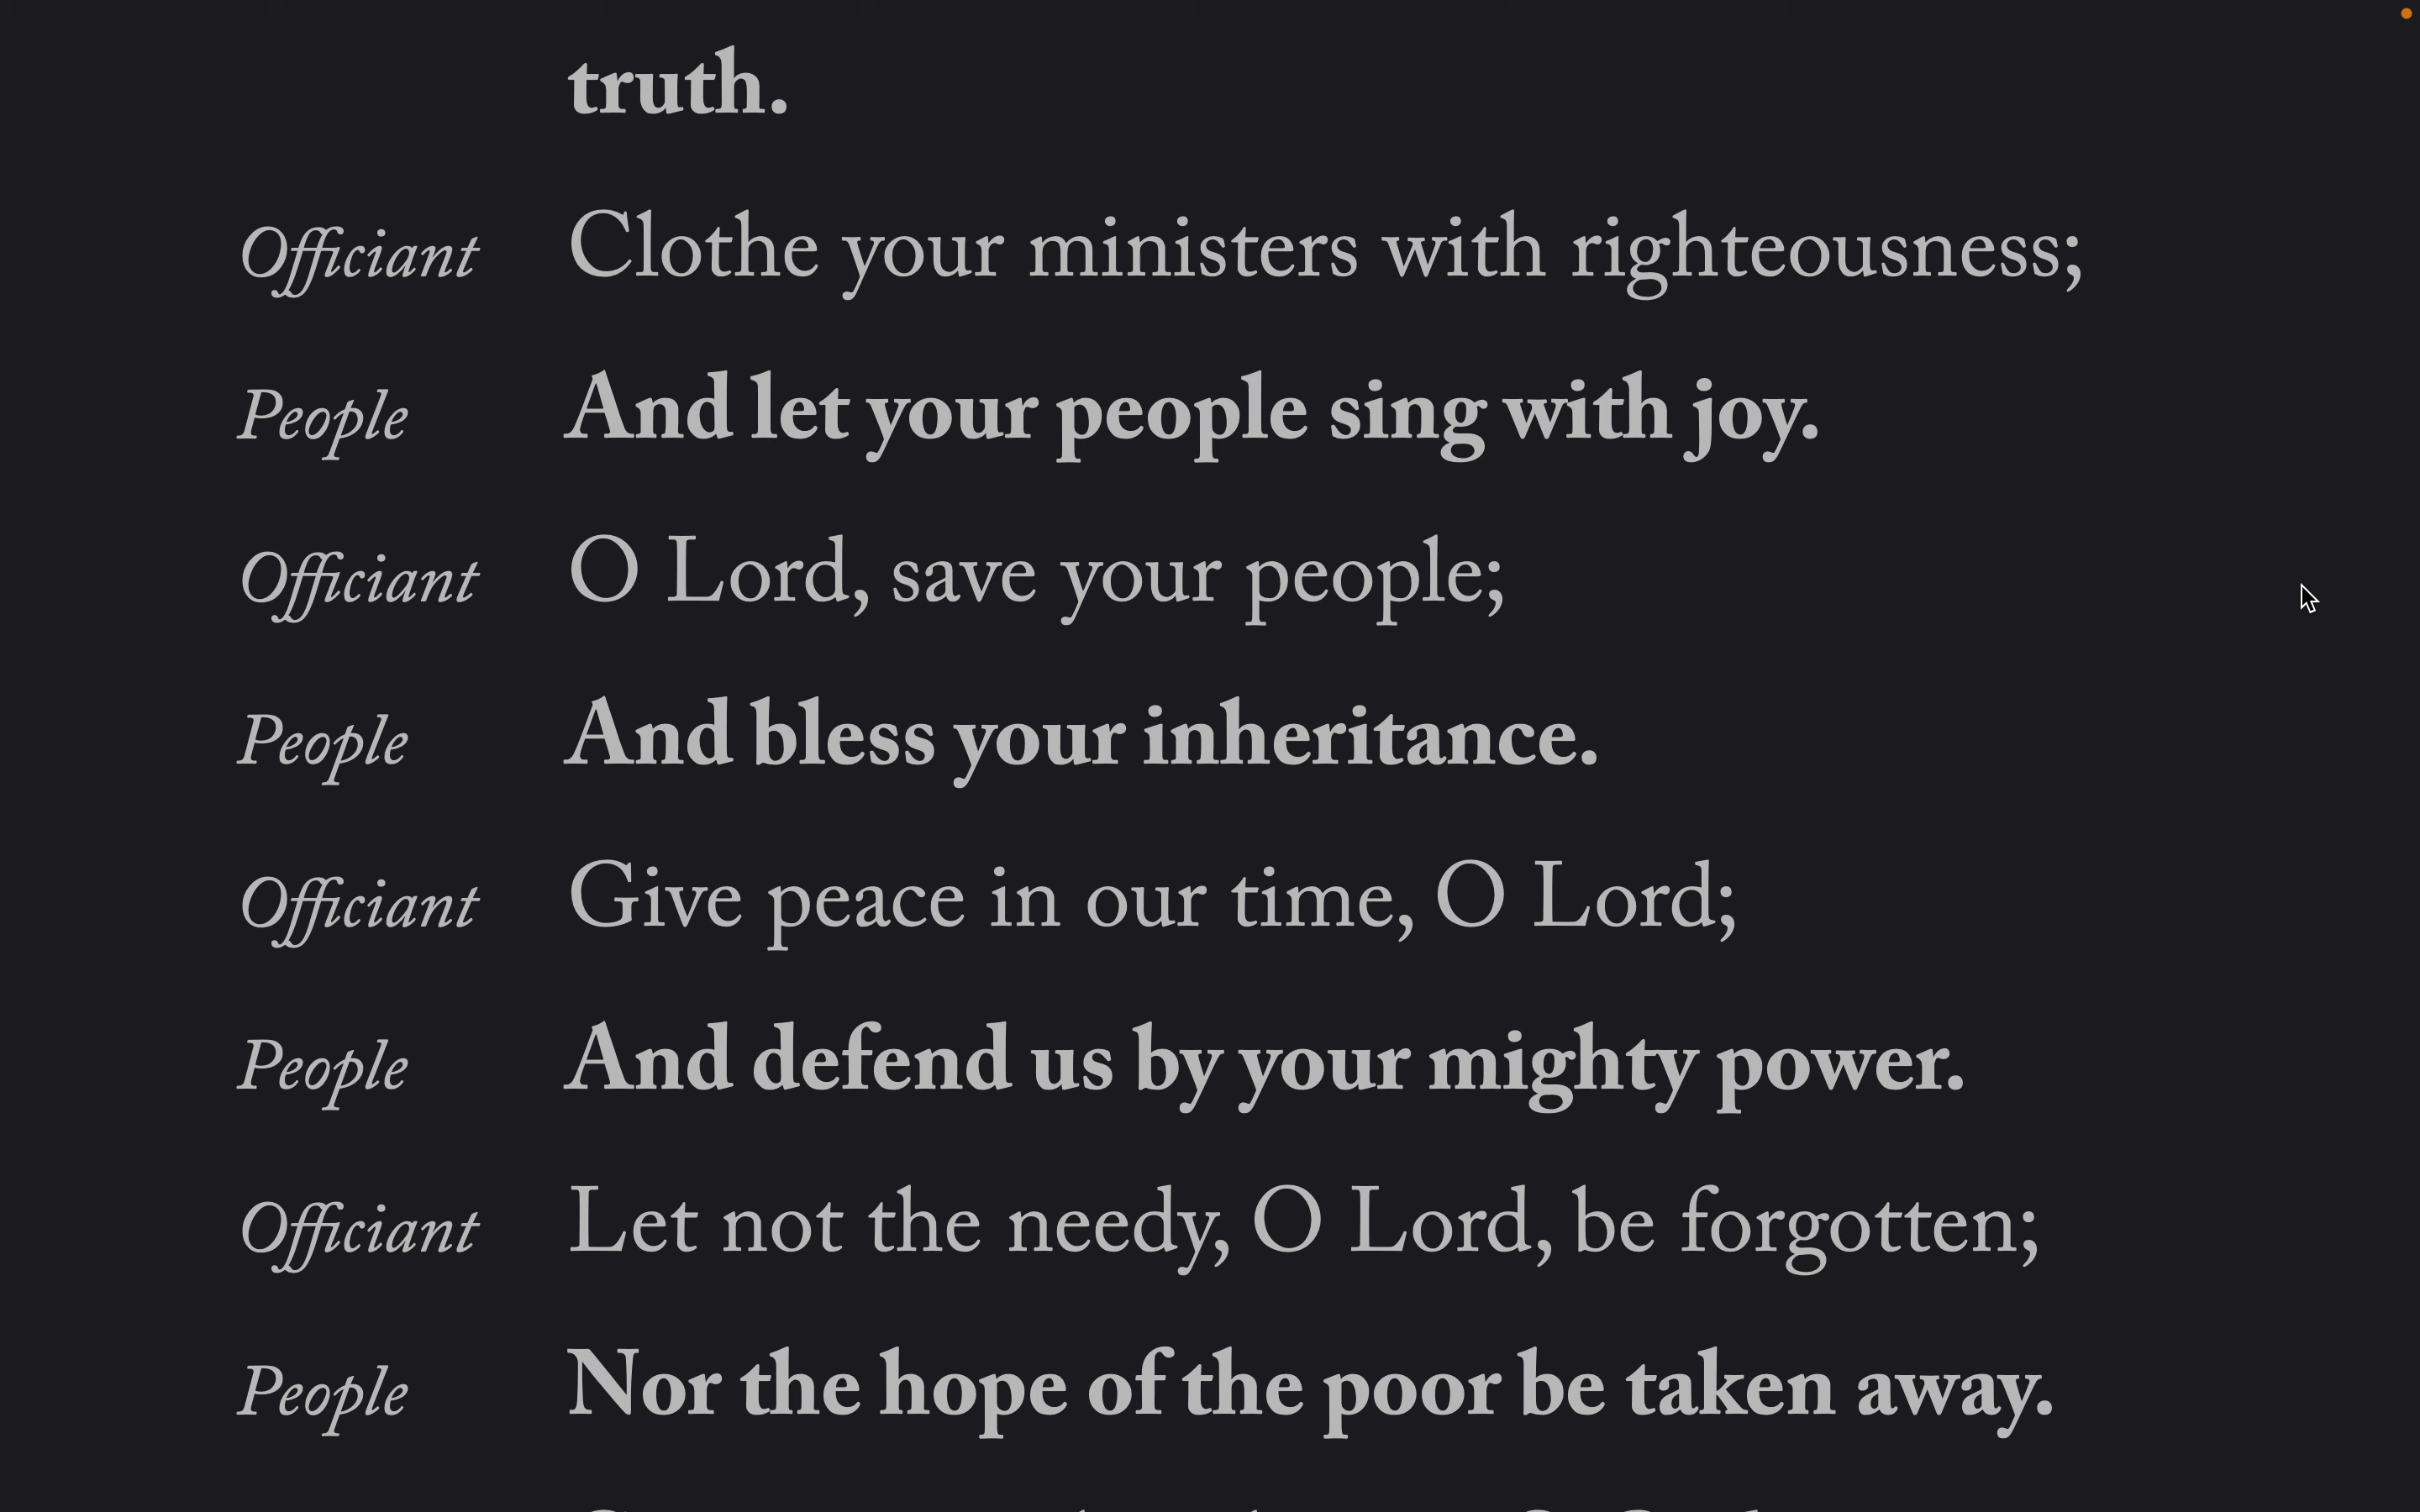 truth.
Officiant Clothe your ministers with righteousness;
People And let your people sing with joy.
Officiant O Lord, save your people;
People And bless your inheritance.
Officiant Give peace in our time, O Lord;
People And defend us by your mighty power.
Officiant Let not the needy, O Lord, be forgotten;
People Nor the hope of the poor be taken away.